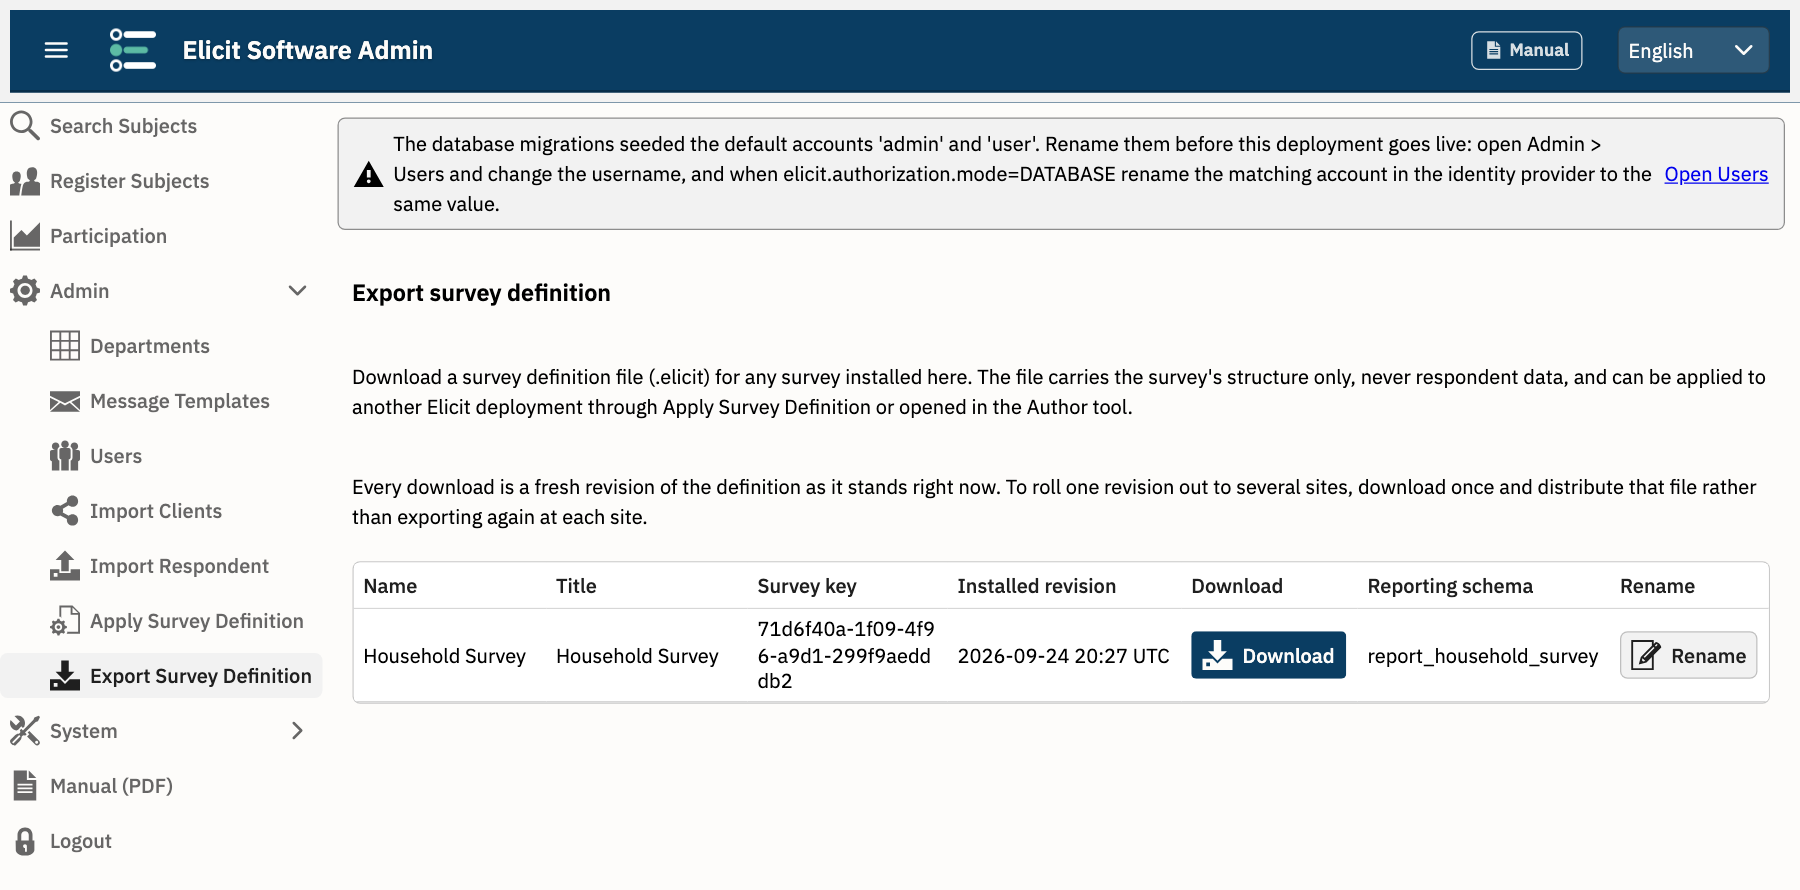 Elicit Software Admin
Manual
English
Search Subjects
Register Subjects
Participation
Admin
Departments
Message Templates
Users
Import Clients
Import Respondent
Apply Survey Definition
Export Survey Definition
System
Manual (PDF)
Logout
The database migrations seeded the default accounts 'admin' and 'user'. Rename them before this deployment goes live: open Admin >
Users and change the username, and when elicit.authorization.mode=DATABASE rename the matching account in the identity provider to the
same value.
Open Users
Export survey definition
Download a survey definition file (.elicit) for any survey installed here. The file carries the survey's structure only, never respondent data, and can be applied to
another Elicit deployment through Apply Survey Definition or opened in the Author tool.
Every download is a fresh revision of the definition as it stands right now. To roll one revision out to several sites, download once and distribute that file rather
than exporting again at each site.
Name Title Survey key Installed revision Download Reporting schema Rename
Household Survey Household Survey 71d6f40a-1f09-4f9
6-a9d1-299f9aedd
db2
2026-09-24 20:27 UTC Download report_household_survey Rename